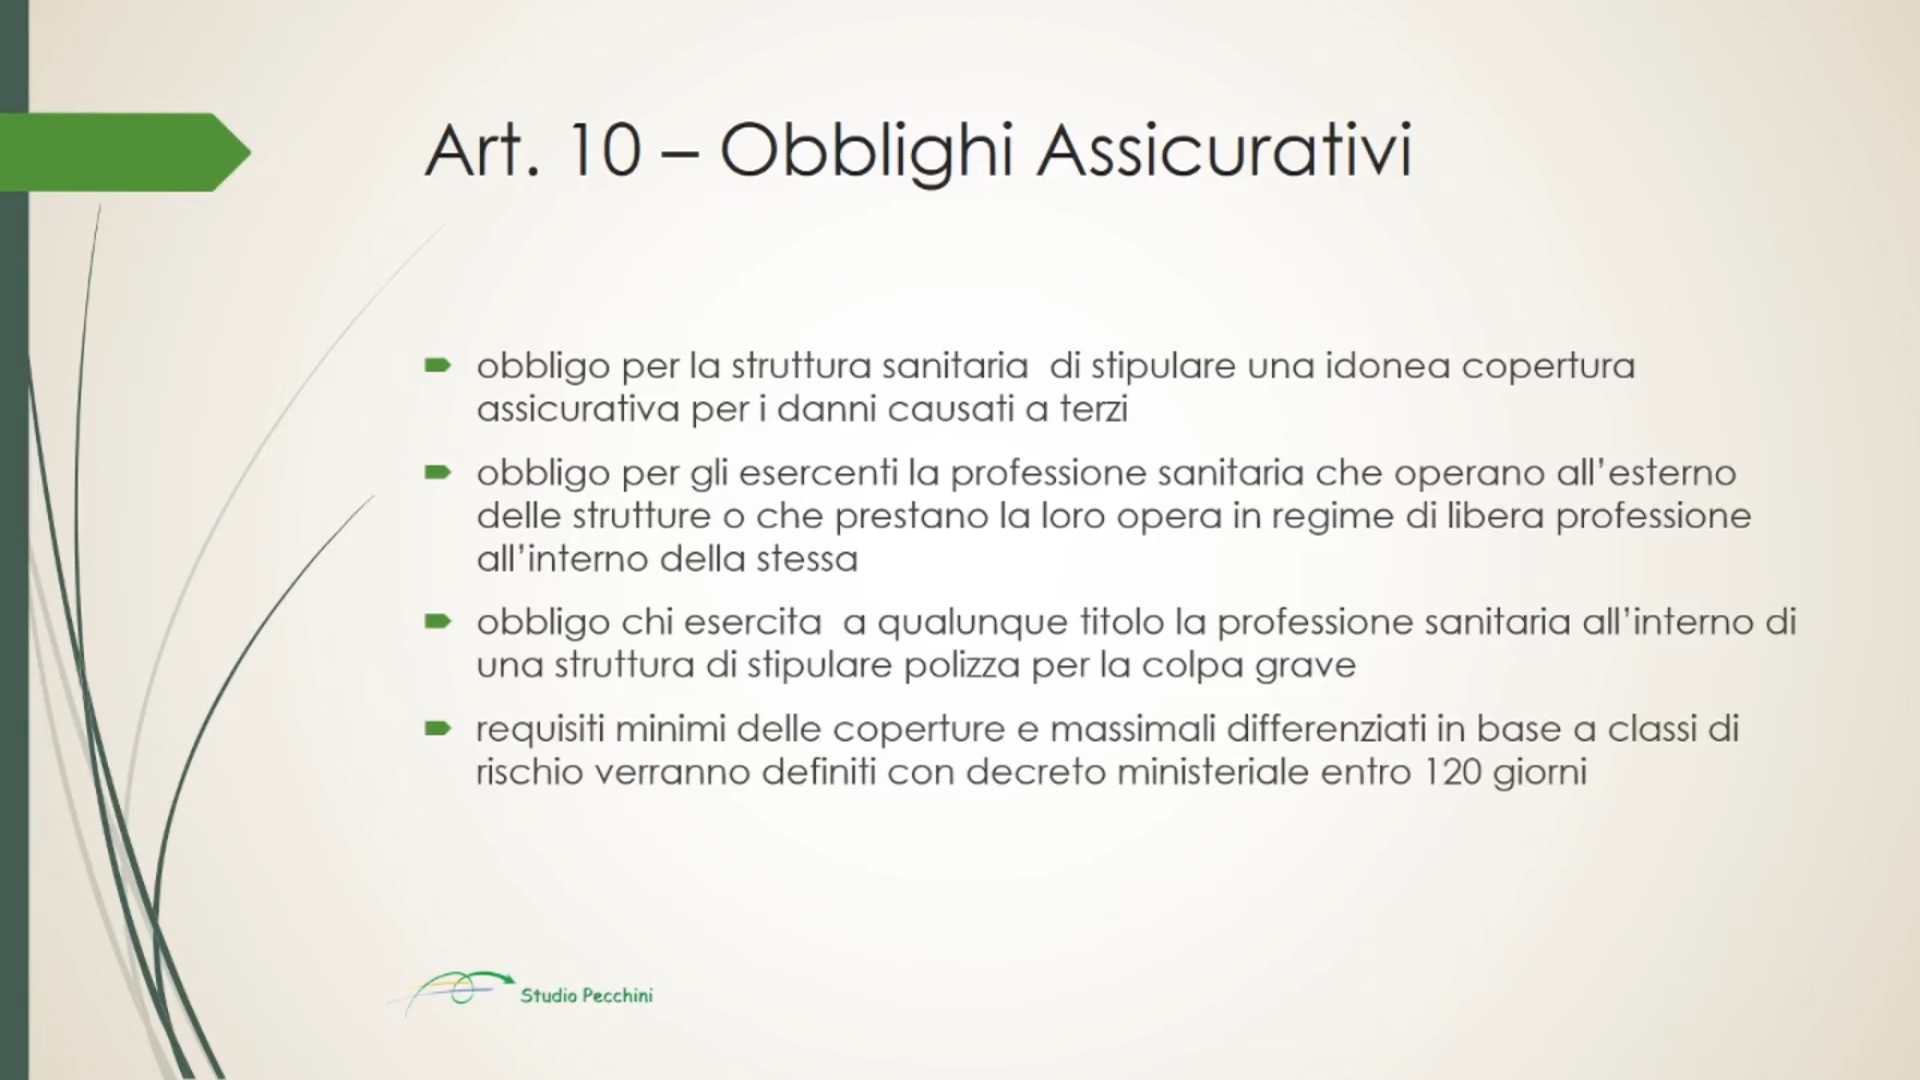 Art. 10 – Obblighi Assicurativi
obbligo per la struttura sanitaria  di stipulare una idonea copertura
assicurativa per i danni causati a terzi
obbligo per gli esercenti la professione sanitaria che operano all’esterno
delle strutture o che prestano la loro opera in regime di libera professione
all’interno della stessa
obbligo chi esercita  a qualunque titolo la professione sanitaria all’interno di
una struttura di stipulare polizza per la colpa grave
requisiti minimi delle coperture e massimali differenziati in base a classi di
rischio verranno definiti con decreto ministeriale entro 120 giorni
Studio Pecchini